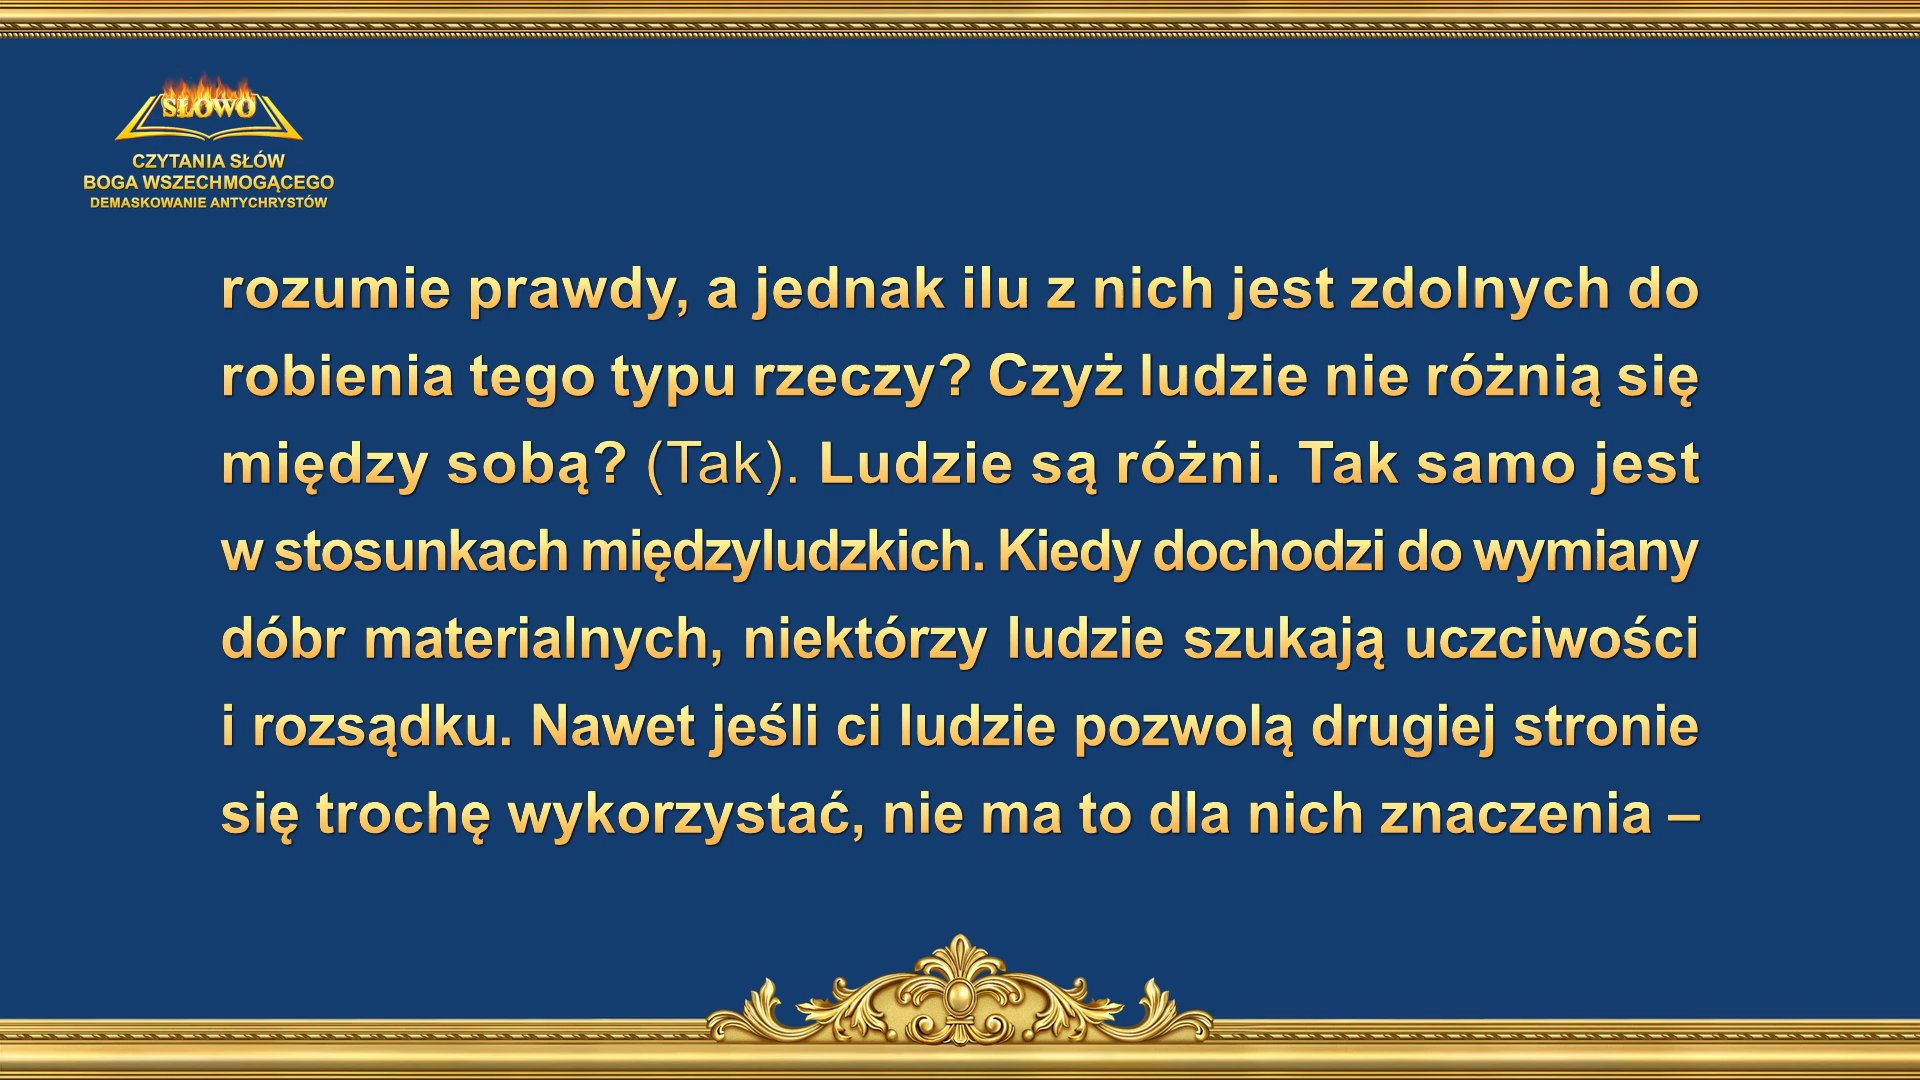 SŁOWO
CZYTANIA SŁÓW
BOGA WSZECHMOGĄCEGO
DEMASKOWANIE ANTYCHRYSTÓW
rozumie prawdy, a jednak ilu z nich jest zdolnych do
robienia tego typu rzeczy? Czyż ludzie nie różnią się
między sobą? (Tak). Ludzie są różni. Tak samo jest
w stosunkach międzyludzkich. Kiedy dochodzi do wymiany
dóbr materialnych, niektórzy ludzie szukają uczciwości
i rozsądku. Nawet jeśli ci ludzie pozwolą drugiej stronie
się trochę wykorzystać, nie ma to dla nich znaczenia –